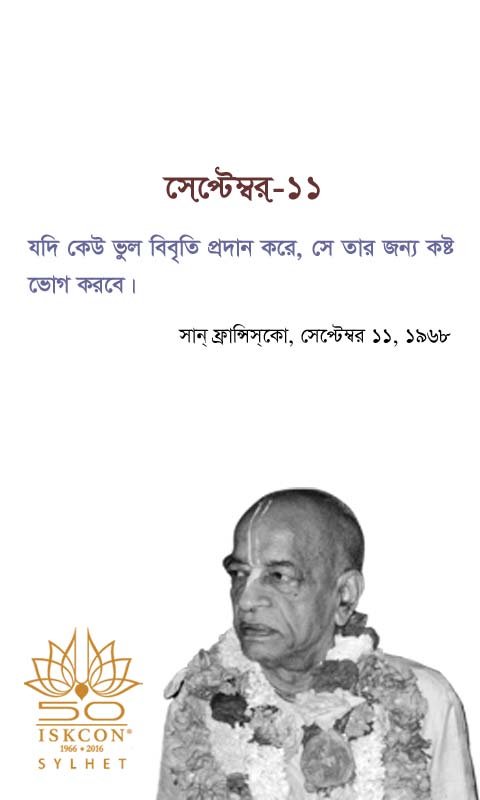 সেপ্টেম্বর্-১১
যদি কেউ ভুল বিবৃতি প্রদান করে, সে তার জন্য কষ্ট
ভোগ করবে।
সান্ ফ্রান্সিস্কো, সেপ্টেম্বর ১১, ১৯৬৮
50
ISKCON®
1966 • 2016
SYLHET